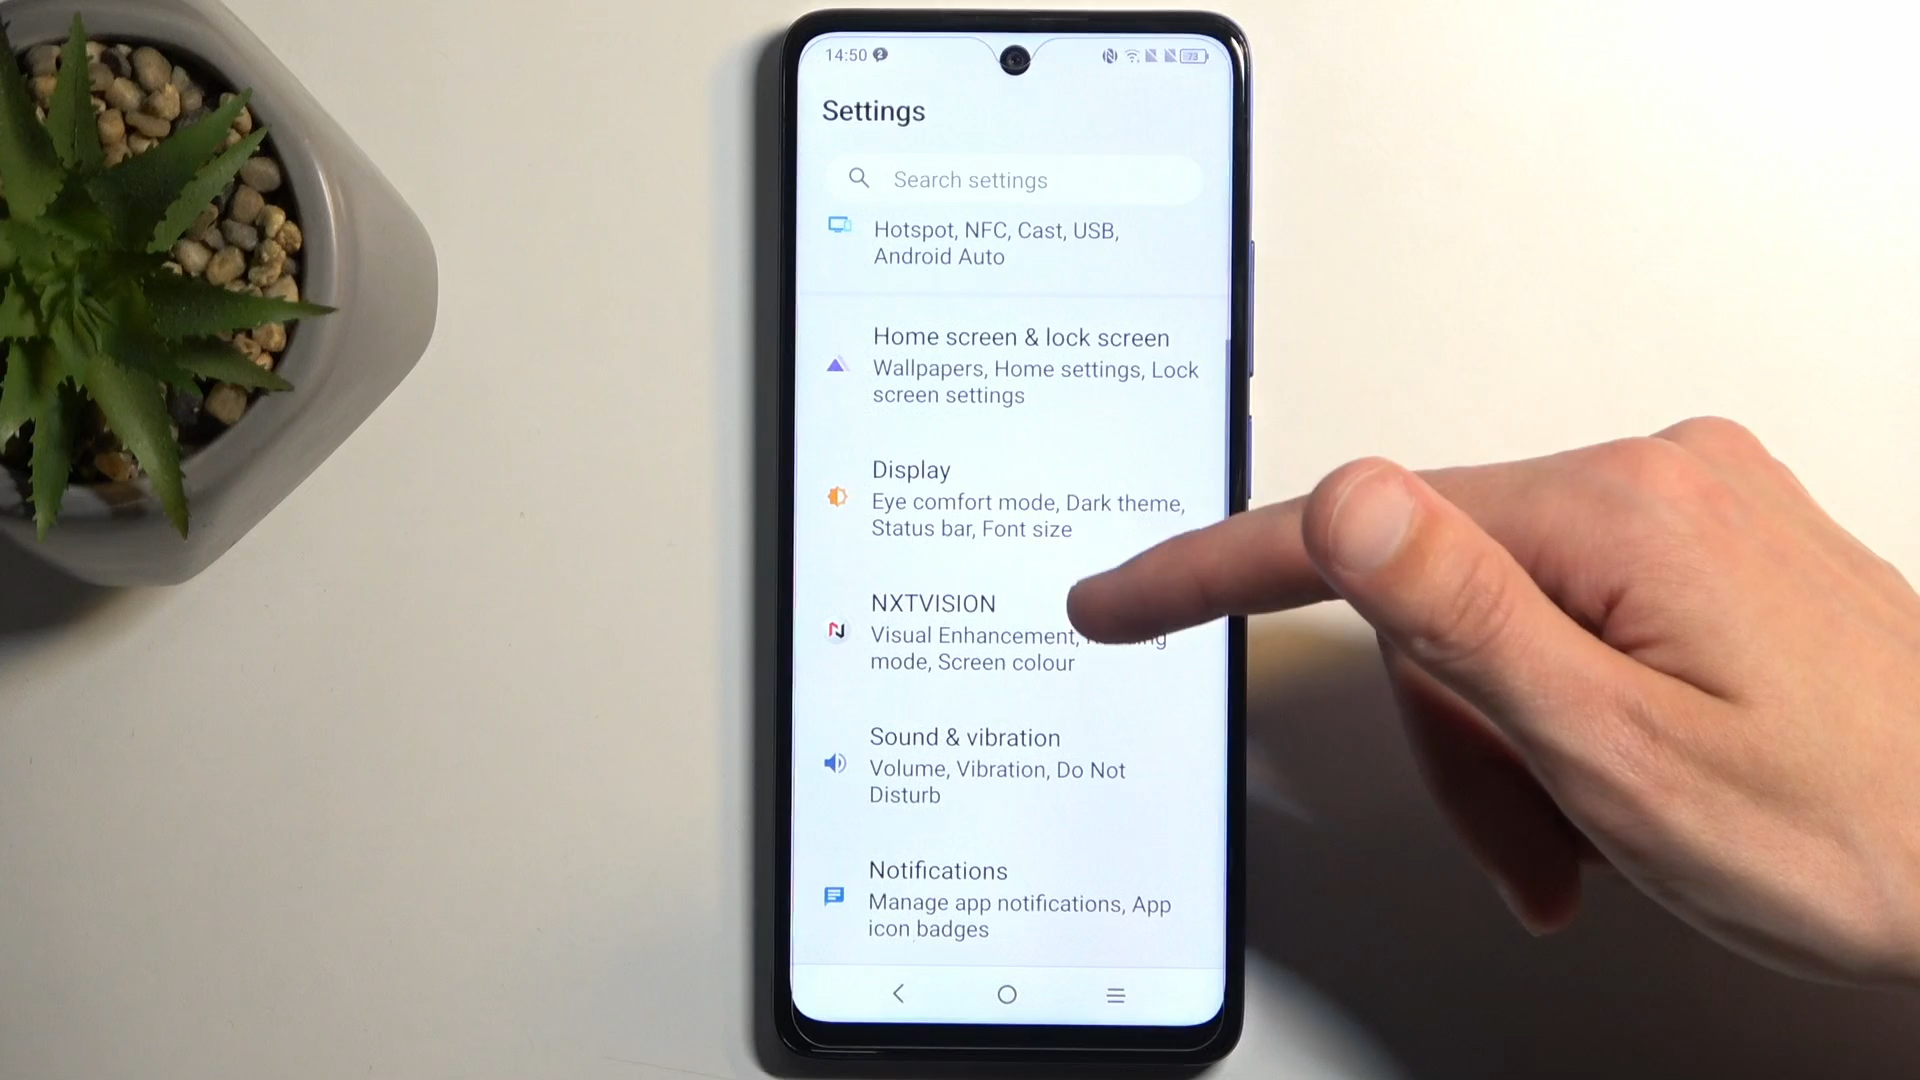 14:50
73
Settings
Search settings
Hotspot, NFC, Cast, USB,
Android Auto
Home screen & lock screen
Wallpapers, Home settings, Lock
screen settings
Display
Eye comfort mode, Dark theme,
Status bar, Font size
NXTVISION
Visual Enhancement,
mode, Screen colour
Sound & vibration
Volume, Vibration, Do Not
Disturb
Notifications
Manage app notifications, App
icon badges